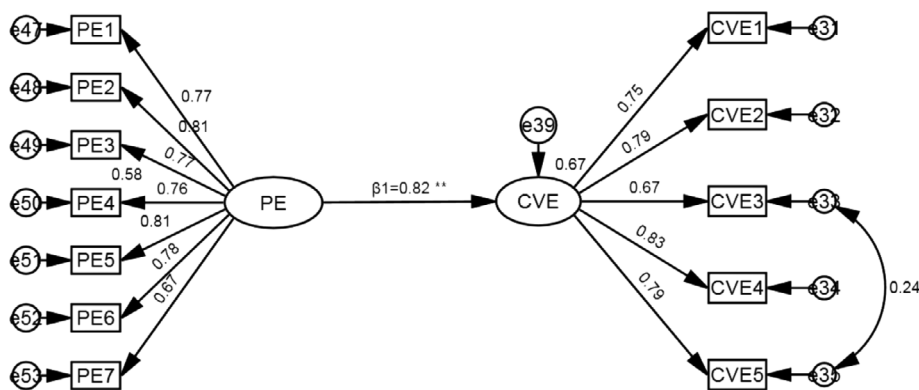 e47 PE1
e48 PE2
e49 PE3
e50 PE4
e51 PE5
e52 PE6
e53 PE7
0.77
0.81
0.77
0.58
0.76
0.81
0.78
0.67
PE
β1=0.82 **
e39
0.67
CVE
0.75
0.79
0.67
0.83
0.79
CVE1 e31
CVE2 e32
CVE3 e33
CVE4 e34
CVE5 e35
0.24